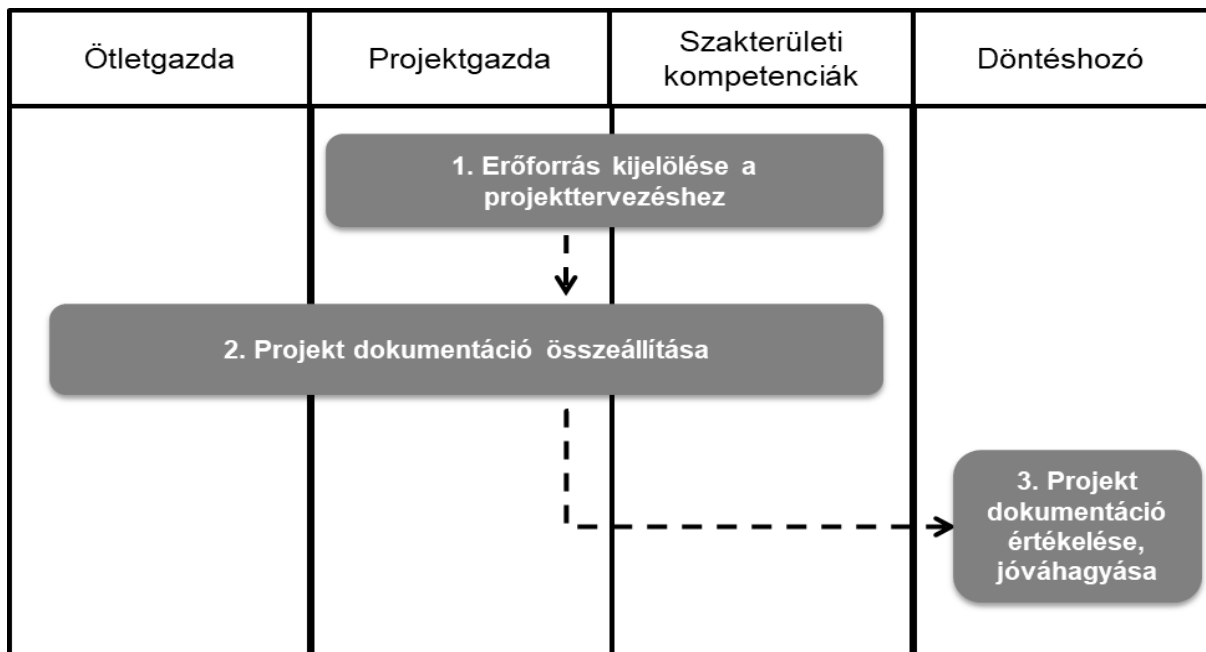 Ötletgazda
Projektgazda
Szakterületi
kompetenciák
Döntéshozó
1. Erőforrás kijelölése a
projekttervezéshez
2. Projekt dokumentáció összeállítása
3. Projekt
dokumentáció
értékelése,
jóváhagyása